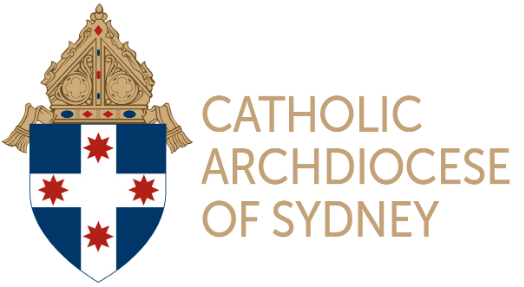 CATHOLIC
ARCHDIOCESE
OF SYDNEY